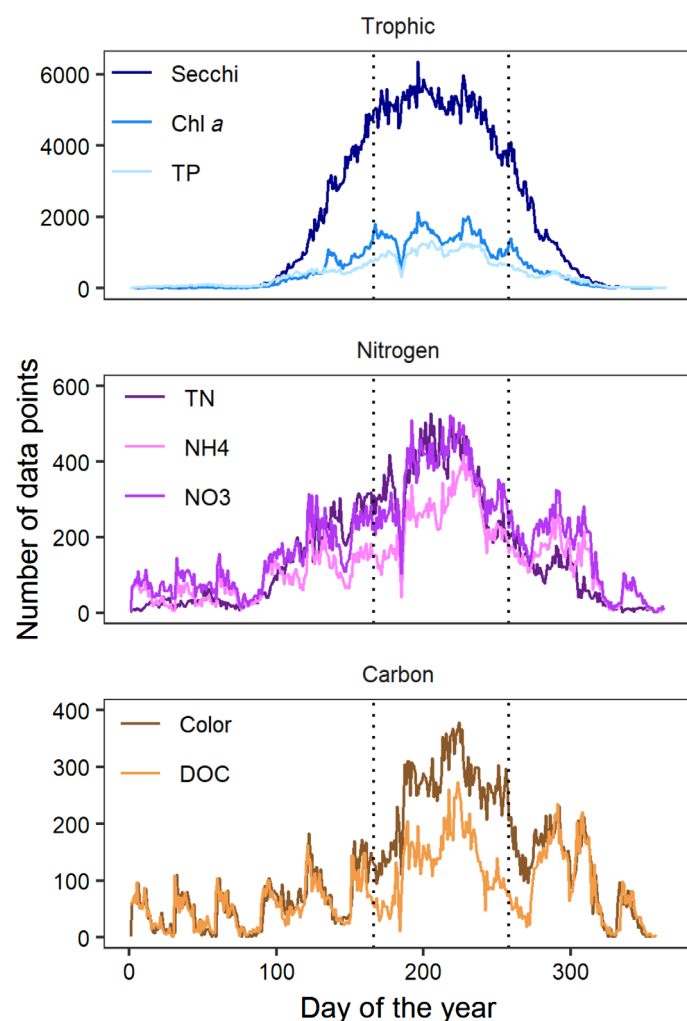 Trophic
6000
4000
2000
0
Secchi
Chl a
TP
Nitrogen
600
400
200
0
TN
NH4
NO3
Number of data points
Carbon
400
300
200
100
0
Color
DOC
0 100 200 300
Day of the year